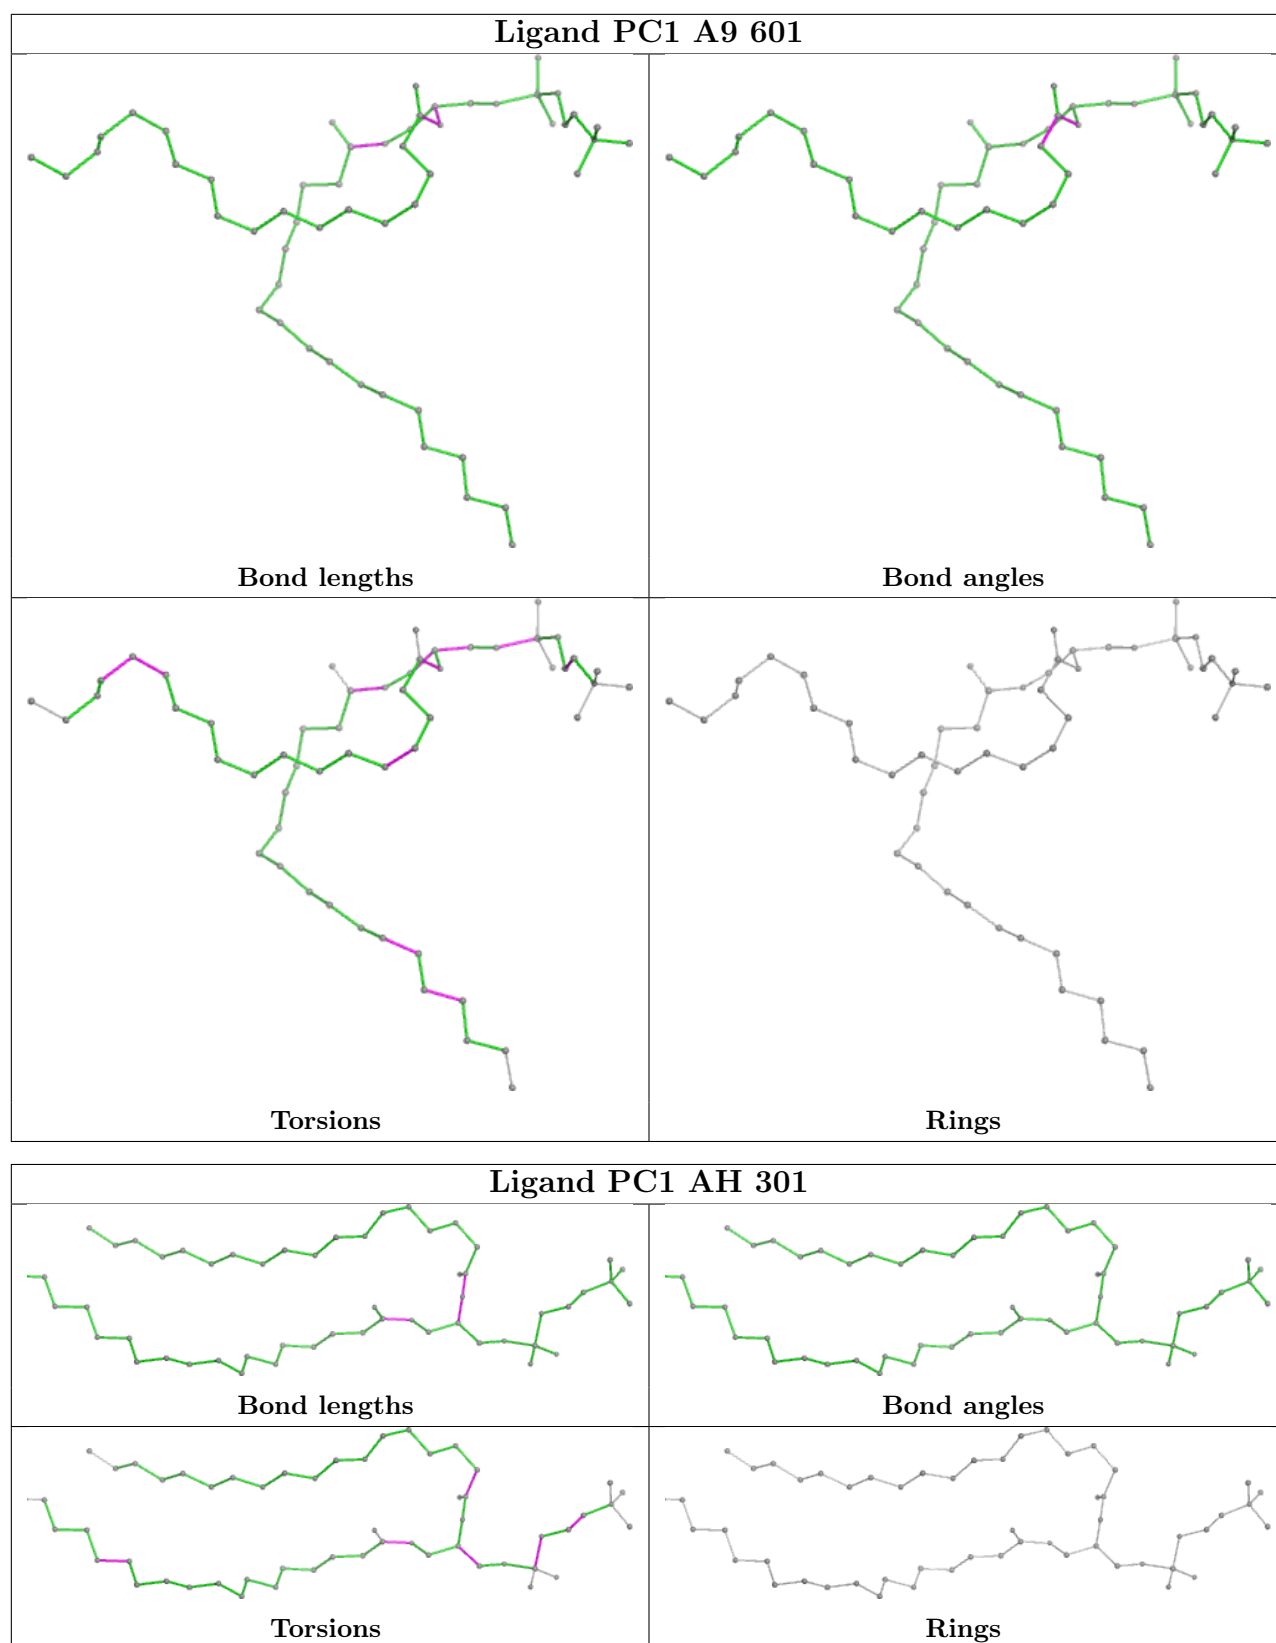 Ligand PC1 A9 601
Bond lengths
Bond angles
Torsions
Rings
Ligand PC1 AH 301
Bond lengths
Bond angles
Torsions
Rings